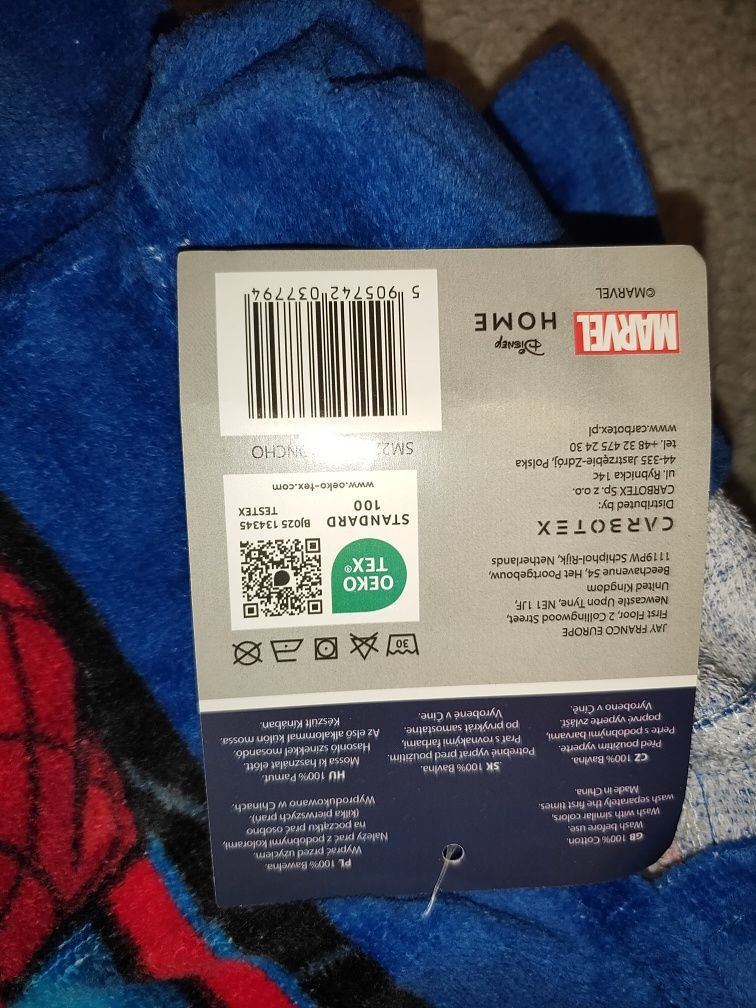 PL 100% Bawełna.
Wyprać przed użyciem.
Należy prać z podobnymi kolorami,
na początku prać osobno
(kilka pierwszych prań).
Wyprodukowano w Chinach.
GB 100% Cotton.
Wash before use.
Wash with similar colors,
wash separately the first times.
Made in China.
HU 100% Pamut.
Mossa ki használat előtt.
Hasonló színekkel mosandó.
Az első alkalommal külön mossa.
Készült Kínában.
SK 100% Bavlna.
Potrebné vyprať pred použitím.
Prať s rovnakými farbami,
po prvýkrát samostatne.
Vyrobené v Číne.
CZ 100% Bavlna.
Před použitím vyperte.
Perte s podobnými barvami,
poprvé vyperte zvlášť.
Vyrobeno v Číně.
30
OEKO
TEX®
STANDARD
100
BJ025 134345
TESTEX
www.oeko-tex.com
ONCHO
5 905742 037794
JAY FRANCO EUROPE
First Floor, 2 Collingwood Street,
Newcastle Upon Tyne, NE1 1JF,
United Kingdom
Beechavenue 54, Het Poortgebouw,
1119PW Schiphol-Rijk, Netherlands
CARBOTEX
Distributed by:
CARBOTEX Sp. z o.o.
ul. Rybnicka 14c
44-335 Jastrzębie-Zdrój, Polska
tel. +48 32 475 24 30
www.carbotex.pl
MARVEL
Disney
HOME
©MARVEL